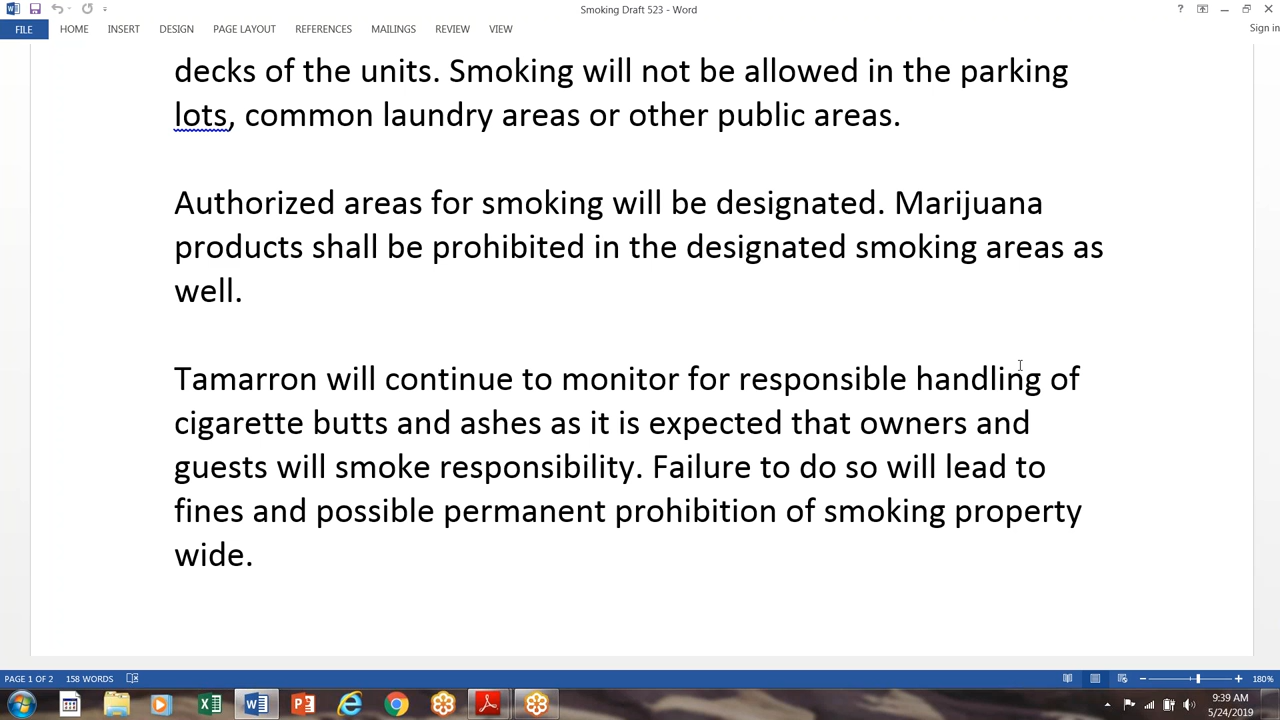 Smoking Draft 523 - Word
FILE HOME INSERT DESIGN PAGE LAYOUT REFERENCES MAILINGS REVIEW VIEW Sign in
decks of the units. Smoking will not be allowed in the parking
lots, common laundry areas or other public areas.
Authorized areas for smoking will be designated. Marijuana
products shall be prohibited in the designated smoking areas as
well.
Tamarron will continue to monitor for responsible handling of
cigarette butts and ashes as it is expected that owners and
guests will smoke responsibility. Failure to do so will lead to
fines and possible permanent prohibition of smoking property
wide.
PAGE 1 OF 2 158 WORDS 180%
9:39 AM
5/24/2019